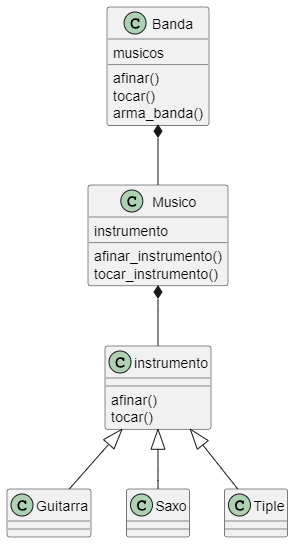 C Banda
musicos
afinar()
tocar()
arma_banda()
C Musico
instrumento
afinar_instrumento()
tocar_instrumento()
C instrumento
afinar()
tocar()
C Guitarra C Saxo C Tiple